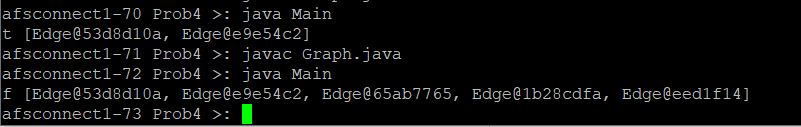 afsconnect1-70 Prob4 >: java Main
t [Edge@53d8d10a, Edge@e9e54c2]
afsconnect1-71 Prob4 >: javac Graph.java
afsconnect1-72 Prob4 >: java Main
f [Edge@53d8d10a, Edge@e9e54c2, Edge@65ab7765, Edge@1b28cdfa, Edge@eed1f14]
afsconnect1-73 Prob4 >: